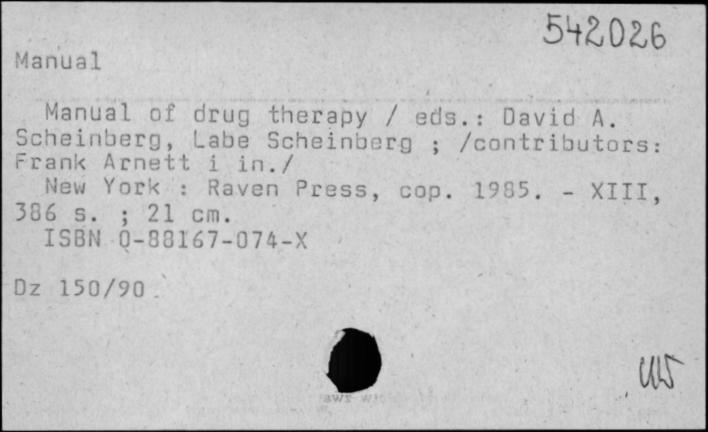 542026
Manual
Manual of drug therapy / eds.: David A.
Scheinberg, Labe Scheinberg ; /contributors:
Frank Arnett i in./
New York : Raven Press, cop. 1985. - XIII,
386 s. ; 21 cm.
ISBN 0-88167-074-X
Dz 150/90